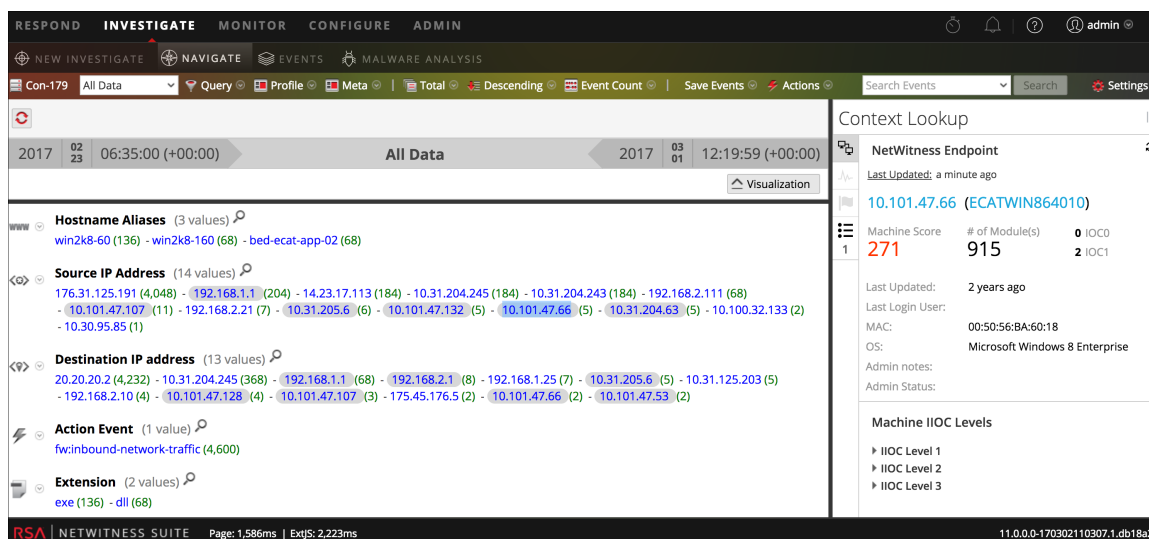 RESPOND INVESTIGATE MONITOR CONFIGURE ADMIN admin
NEW INVESTIGATE NAVIGATE EVENTS MALWARE ANALYSIS
Con-179 All Data Query Profile Meta | Total Descending Event Count | Save Events Actions Search Events Search Settings
2017 02 23 06:35:00 (+00:00) All Data 2017 03 01 12:19:59 (+00:00)
Visualization
Hostname Aliases (3 values)
win2k8-60 (136) - win2k8-160 (68) - bed-ecat-app-02 (68)
Source IP Address (14 values)
176.31.125.191 (4,048) - 192.168.1.1 (204) - 14.23.17.113 (184) - 10.31.204.245 (184) - 10.31.204.243 (184) - 192.168.2.111 (68)
- 10.101.47.107 (11) - 192.168.2.21 (7) - 10.31.205.6 (6) - 10.101.47.132 (5) - 10.101.47.66 (5) - 10.31.204.63 (5) - 10.100.32.133 (2)
- 10.30.95.85 (1)
Destination IP address (13 values)
20.20.20.2 (4,232) - 10.31.204.245 (368) - 192.168.1.1 (68) - 192.168.2.1 (8) - 192.168.1.25 (7) - 10.31.205.6 (5) - 10.31.125.203 (5)
- 192.168.2.10 (4) - 10.101.47.128 (4) - 10.101.47.107 (3) - 175.45.176.5 (2) - 10.101.47.66 (2) - 10.101.47.53 (2)
Action Event (1 value)
fw:inbound-network-traffic (4,600)
Extension (2 values)
exe (136) - dll (68)
Context Lookup
NetWitness Endpoint
Last Updated: a minute ago
10.101.47.66 (ECATWIN864010)
Machine Score # of Module(s) 0 IOC0
1 271 915 2 IOC1
Last Updated: 2 years ago
Last Login User:
MAC: 00:50:56:BA:60:18
OS: Microsoft Windows 8 Enterprise
Admin notes:
Admin Status:
Machine IIOC Levels
IIOC Level 1
IIOC Level 2
IIOC Level 3
RSA | NETWITNESS SUITE Page: 1,586ms | ExtJS: 2,223ms 11.0.0.0-170302110307.1.db18a